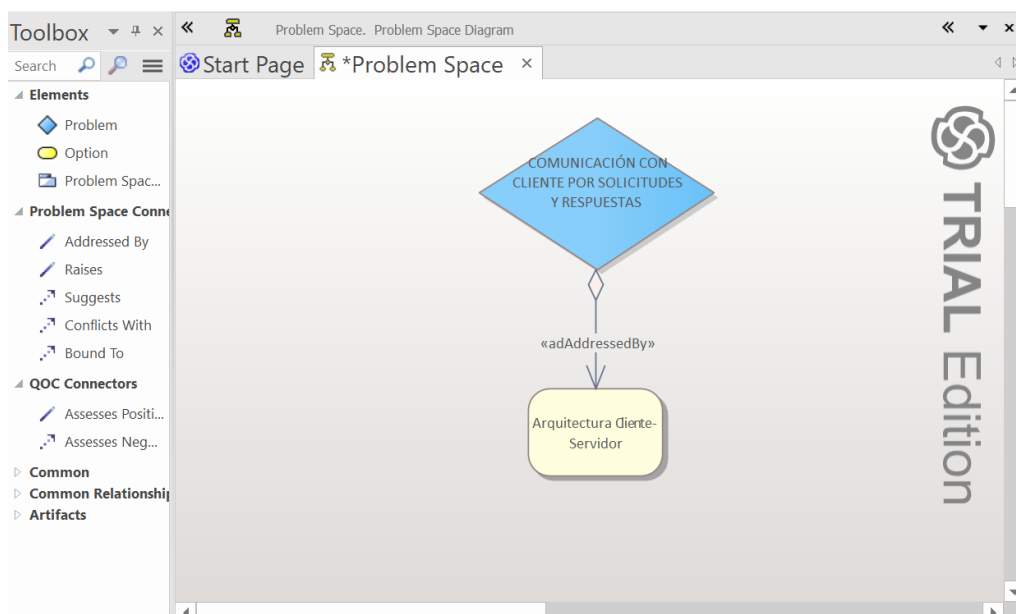 Toolbox
Problem Space. Problem Space Diagram
Search
Start Page
*Problem Space
Elements
Problem
Option
Problem Spac...
Problem Space Conne
Addressed By
Raises
Suggests
Conflicts With
Bound To
QOC Connectors
Assesses Positi...
Assesses Neg...
Common
Common Relationship
Artifacts
COMUNICACIÓN CON
CLIENTE POR SOLICITUDES
Y RESPUESTAS
«adAddressedBy»
Arquitectura Cliente-
Servidor
TRIAL Edition